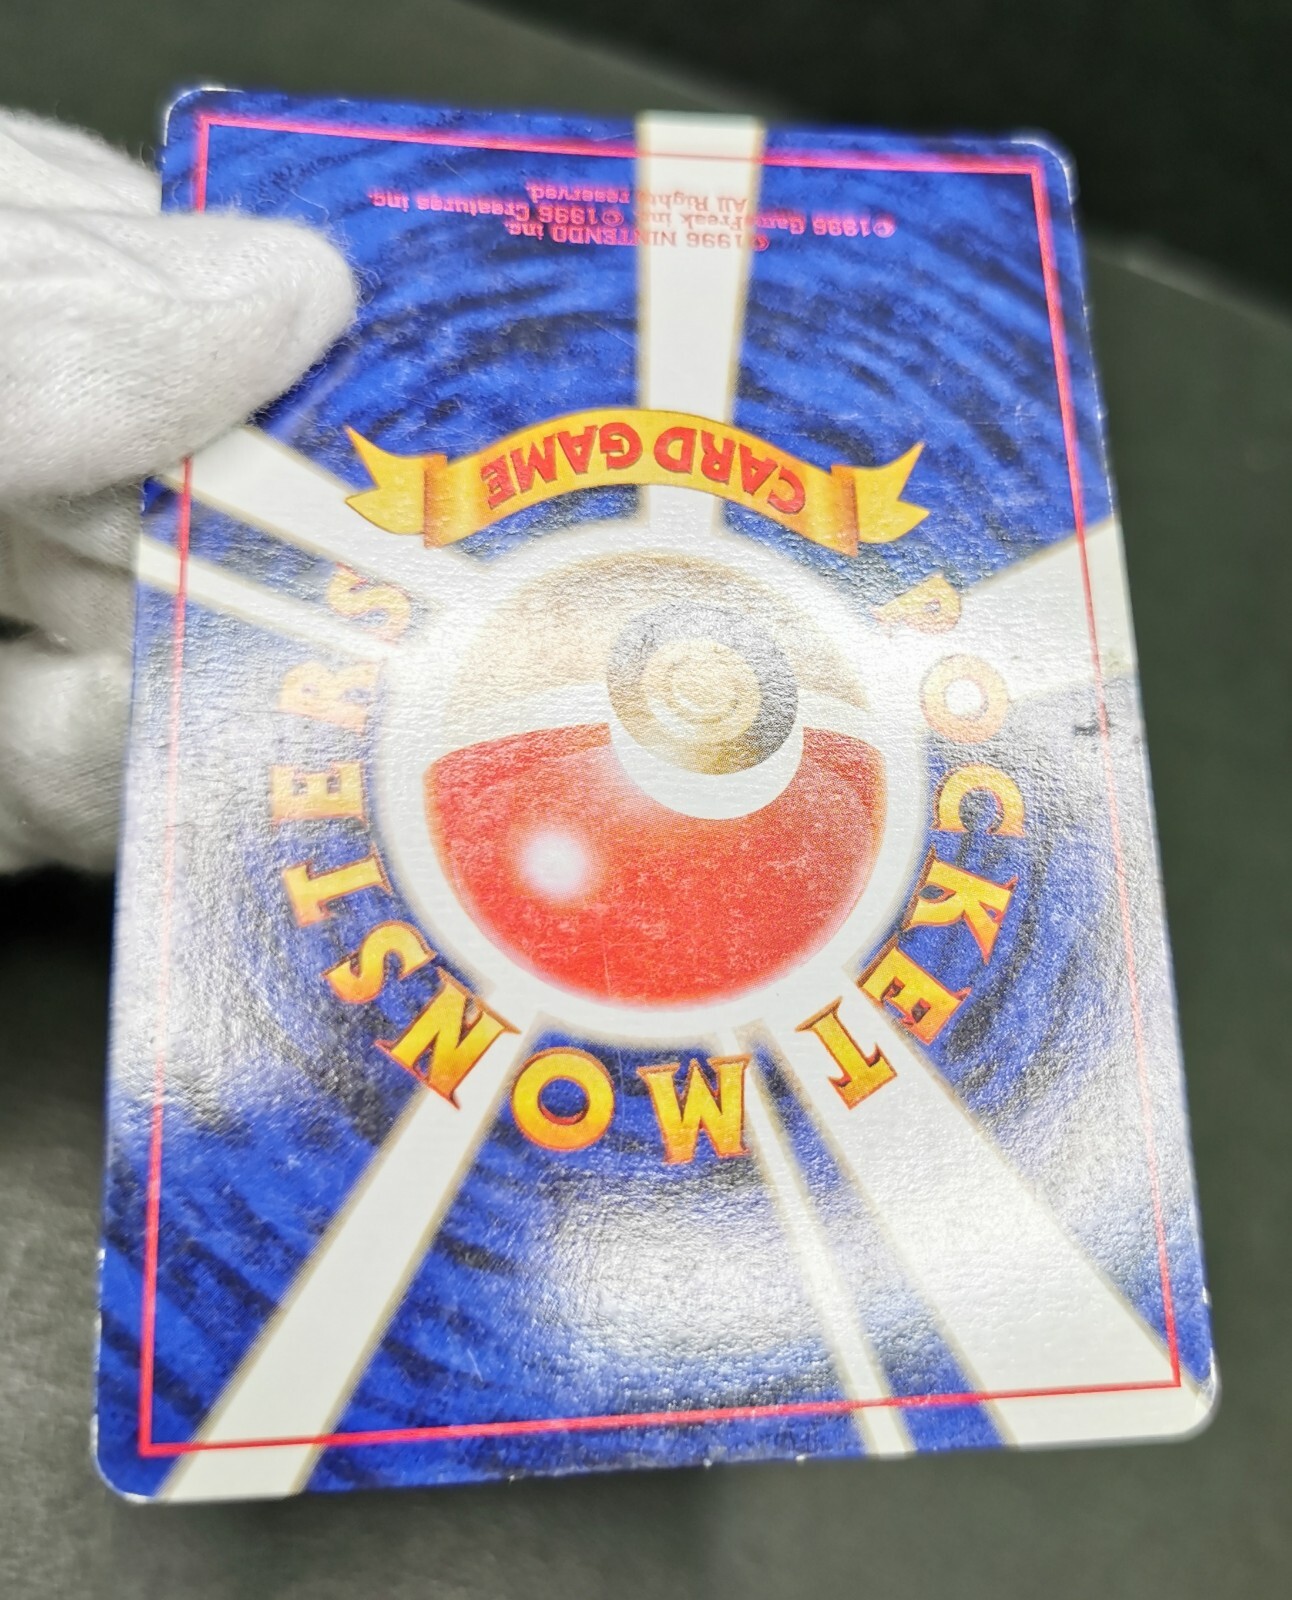 POCKET MONSTERS
CARD GAME
©1996 NINTENDO inc.
©1996 GameFreak inc. ©1996 Creatures inc.
All Rights reserved.